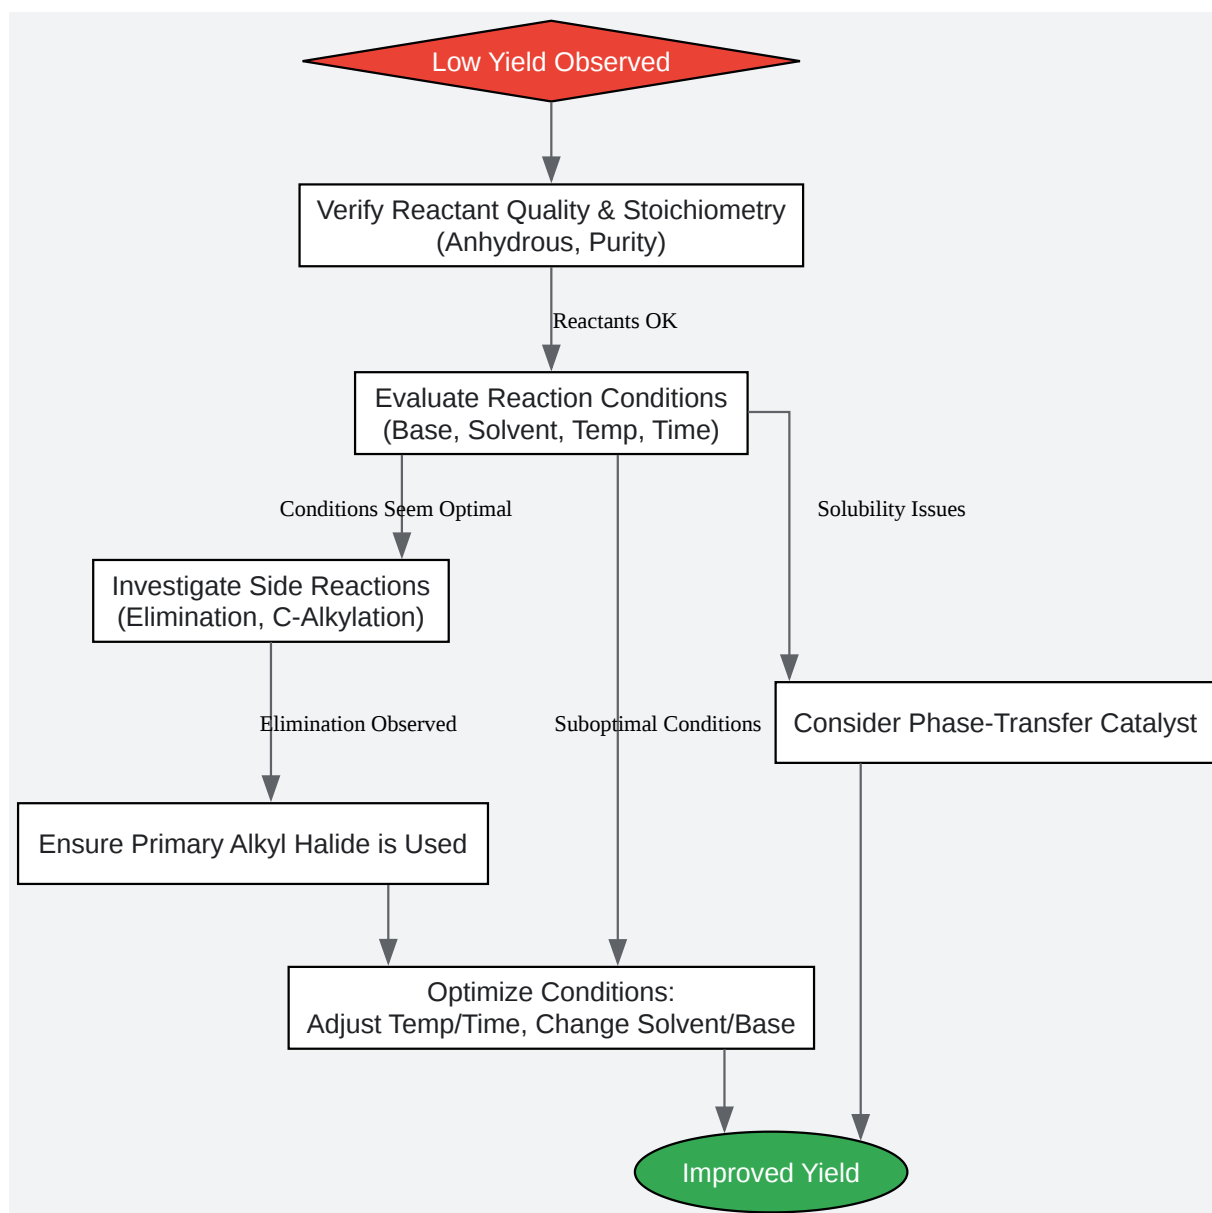 Low Yield Observed
Verify Reactant Quality & Stoichiometry
(Anhydrous, Purity)
Reactants OK
Evaluate Reaction Conditions
(Base, Solvent, Temp, Time)
Conditions Seem Optimal
Solubility Issues
Investigate Side Reactions
(Elimination, C-Alkylation)
Elimination Observed
Suboptimal Conditions
Consider Phase-Transfer Catalyst
Ensure Primary Alkyl Halide is Used
Optimize Conditions:
Adjust Temp/Time, Change Solvent/Base
Improved Yield